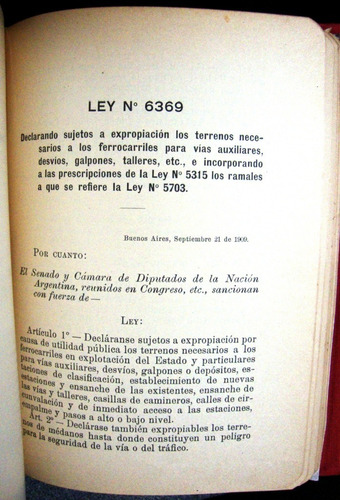 LEY Nº 6369
Declarando sujetos a expropiación los terrenos nece-
sarios a los ferrocarriles para vías auxiliares,
desvíos, galpones, talleres, etc., e incorporando
a las prescripciones de la Ley Nº 5315 los ramales
a que se refiere la Ley Nº 5703.
Buenos Aires, Septiembre 21 de 1909.
POR CUANTO:
El Senado y Cámara de Diputados de la Nación
Argentina, reunidos en Congreso, etc., sancionan
con fuerza de—
LEY:
Artículo 1º — Decláranse sujetos a expropiación por
causa de utilidad pública los terrenos necesarios a los
ferrocarriles en explotación del Estado y particulares
para vías auxiliares, desvíos, galpones o depósitos, es-
taciones de clasificación, establecimiento de nuevas
estaciones y ensanche de las existentes, ensanche de
las vías y talleres, casillas de camineros, calles de cir-
cunvalación y de inmediato acceso a las estaciones,
empalme y pasos a alto o bajo nivel.
Art. 2º — Declárase también expropiables los terre-
nos de médanos hasta donde constituyen un peligro
para la seguridad de la vía o del tráfico.